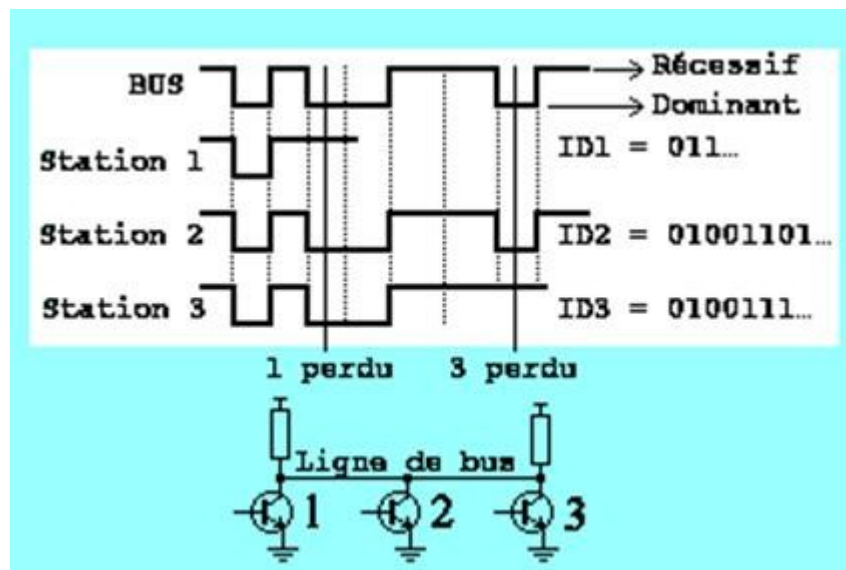 BUS
Récessif
Dominant
Station 1
ID1 = 011…
Station 2
ID2 = 01001101…
Station 3
ID3 = 0100111…
1 perdu 3 perdu
Ligne de bus
1 2 3